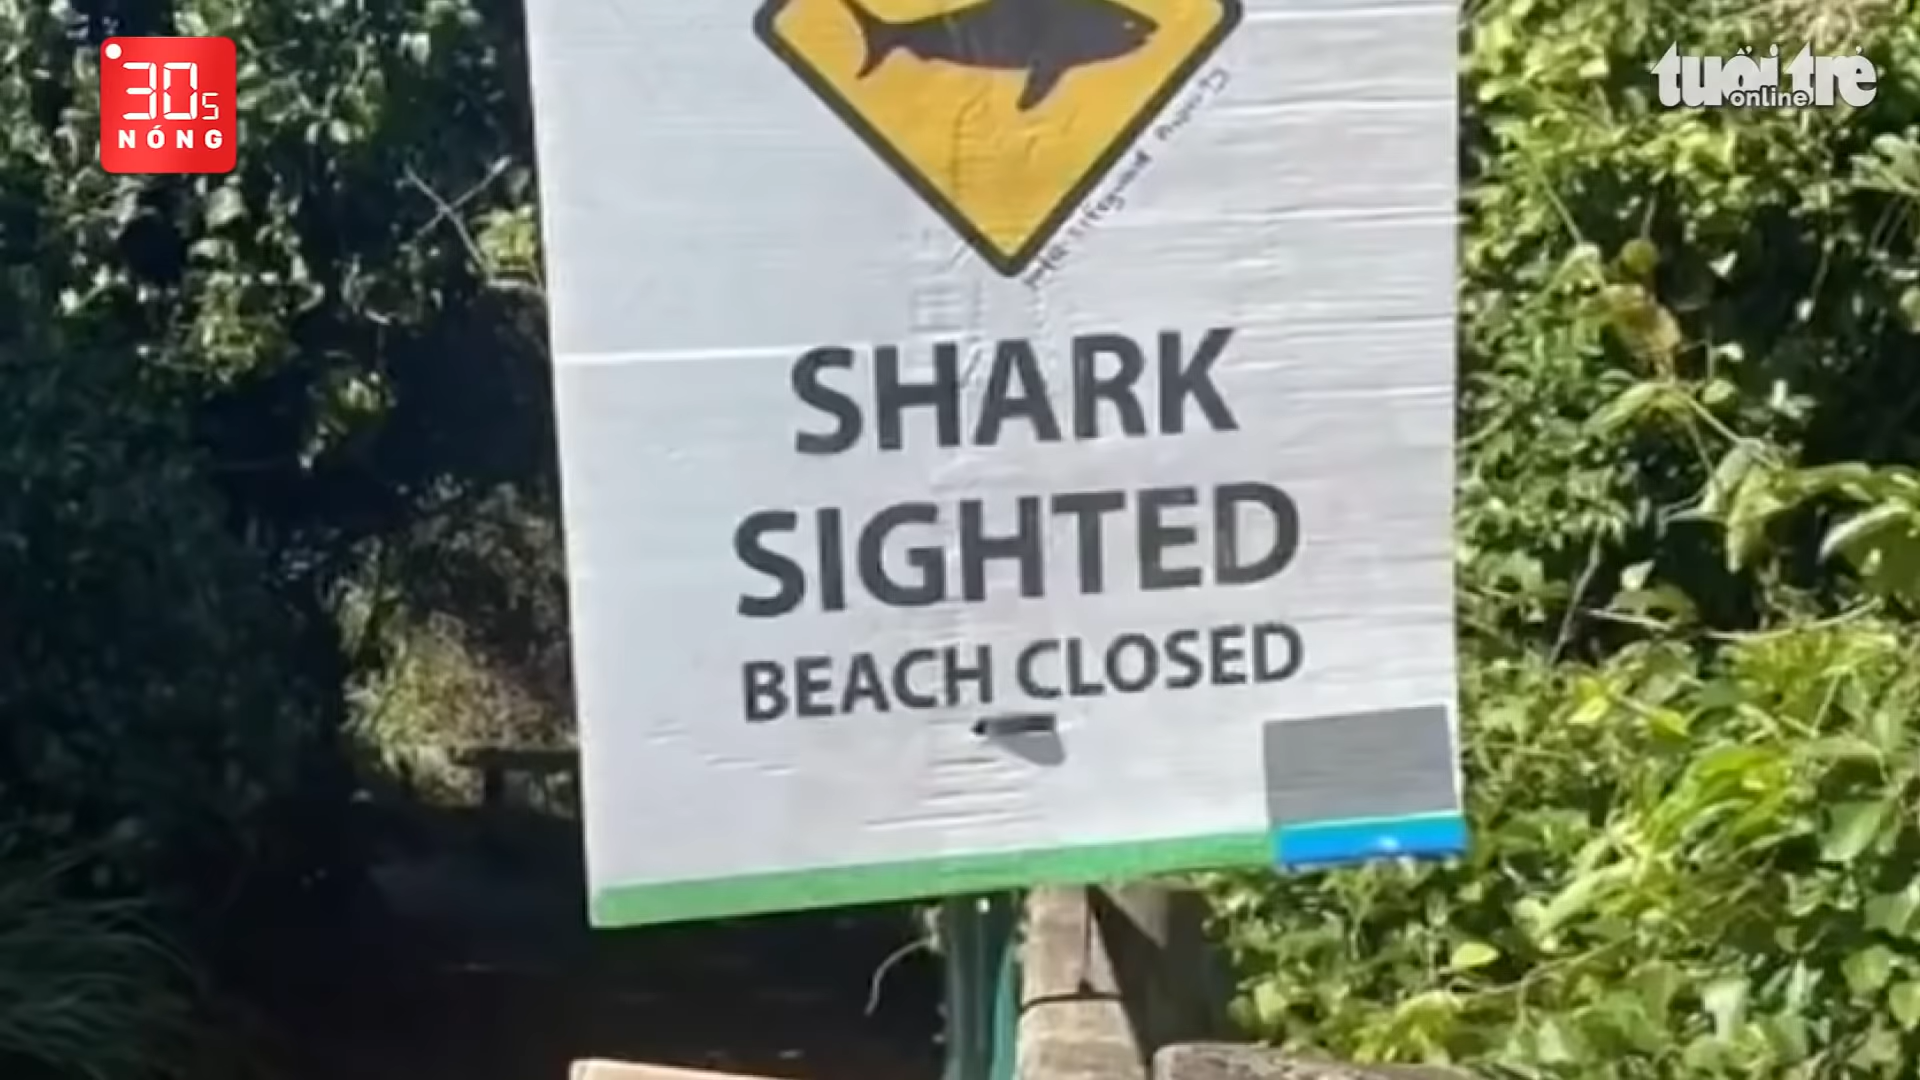 30s
NÓNG
tuổi trẻ
online
SHARK
SIGHTED
BEACH CLOSED